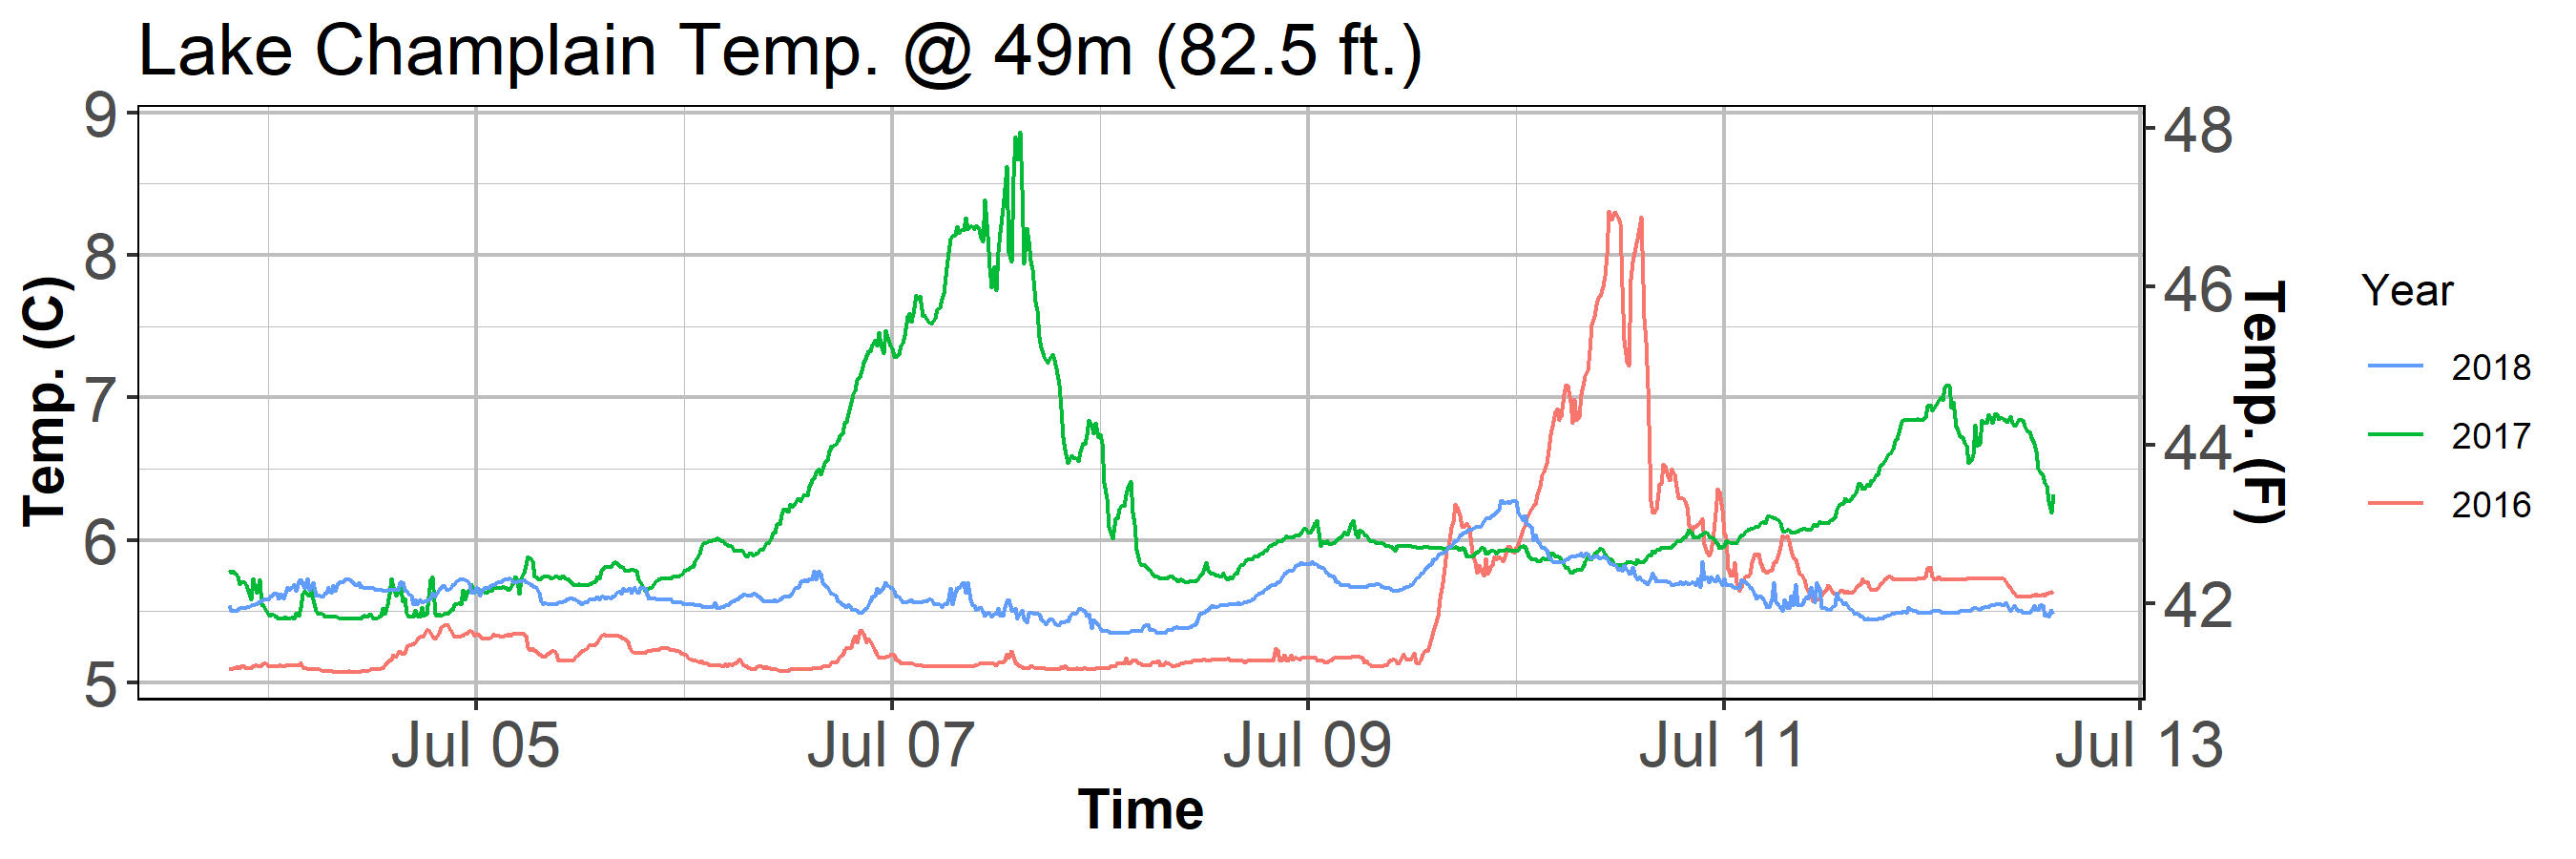 Lake Champlain Temp. @ 49m (82.5 ft.)
9
8
7
6
5
Temp. (C)
48
46
44
42
Temp. (F)
Jul 05
Jul 07
Jul 09
Jul 11
Jul 13
Time
Year
2018
2017
2016